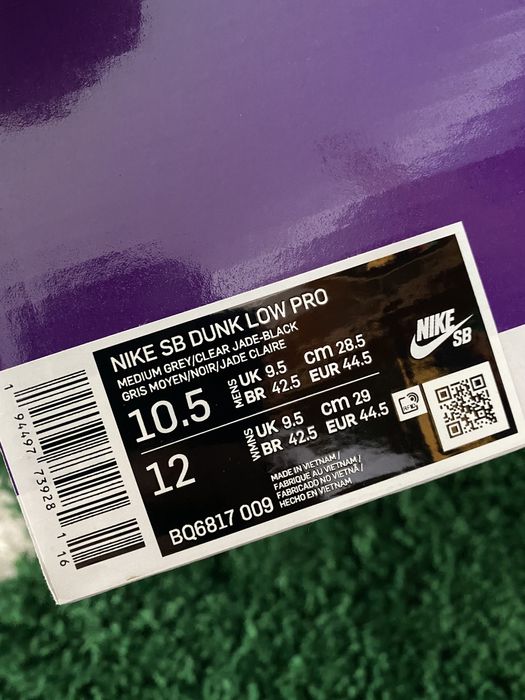 NIKE SB DUNK LOW PRO
MEDIUM GREY/CLEAR JADE-BLACK
GRIS MOYEN/NOIR/JADE CLAIRE
10.5 MENS UK 9.5 cm 28.5
BR 42.5 EUR 44.5
12 WMNS UK 9.5 cm 29
BR 42.5 EUR 44.5
BQ6817 009
MADE IN VIETNAM /
FABRIQUE AU VIETNAM /
FABRICADO NO VIETNÃ /
HECHO EN VIETNAM
NIKE
SB
1 94497 73928 1 16